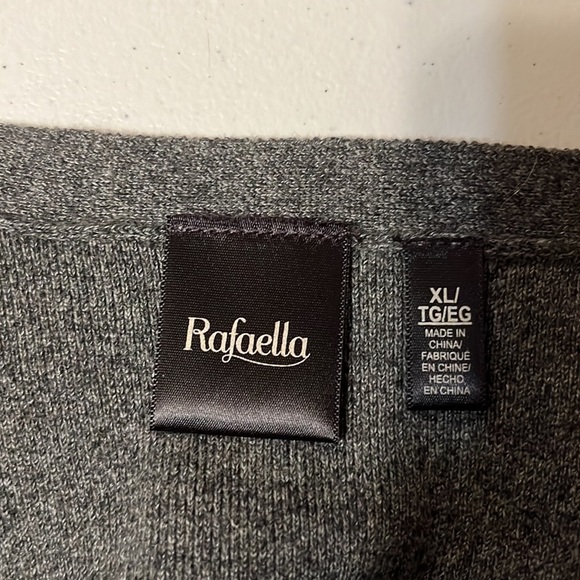 Rafaella
XL/
TG/EG
MADE IN
CHINA/
FABRIQUÉ
EN CHINE/
HECHO
EN CHINA